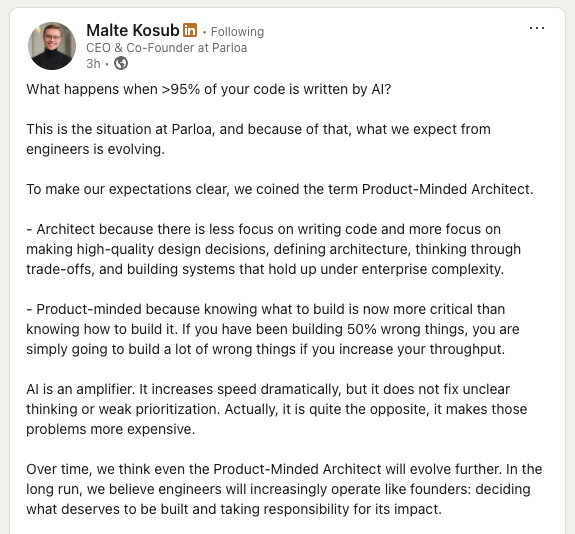 Malte Kosub in • Following
CEO & Co-Founder at Parloa
3h •
What happens when >95% of your code is written by AI?
This is the situation at Parloa, and because of that, what we expect from
engineers is evolving.
To make our expectations clear, we coined the term Product-Minded Architect.
- Architect because there is less focus on writing code and more focus on
making high-quality design decisions, defining architecture, thinking through
trade-offs, and building systems that hold up under enterprise complexity.
- Product-minded because knowing what to build is now more critical than
knowing how to build it. If you have been building 50% wrong things, you are
simply going to build a lot of wrong things if you increase your throughput.
AI is an amplifier. It increases speed dramatically, but it does not fix unclear
thinking or weak prioritization. Actually, it is quite the opposite, it makes those
problems more expensive.
Over time, we think even the Product-Minded Architect will evolve further. In the
long run, we believe engineers will increasingly operate like founders: deciding
what deserves to be built and taking responsibility for its impact.